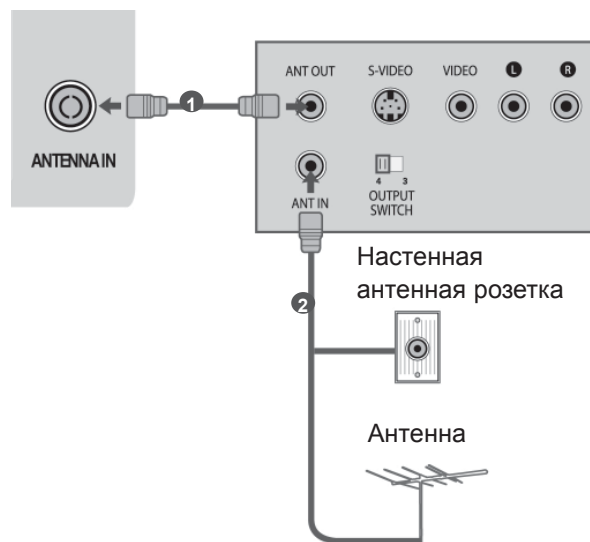 ANT OUT S-VIDEO VIDEO L R
1
ANTENNA IN
4 3
ANT IN OUTPUT
SWITCH
Настенная
антенная розетка
2
Антенна